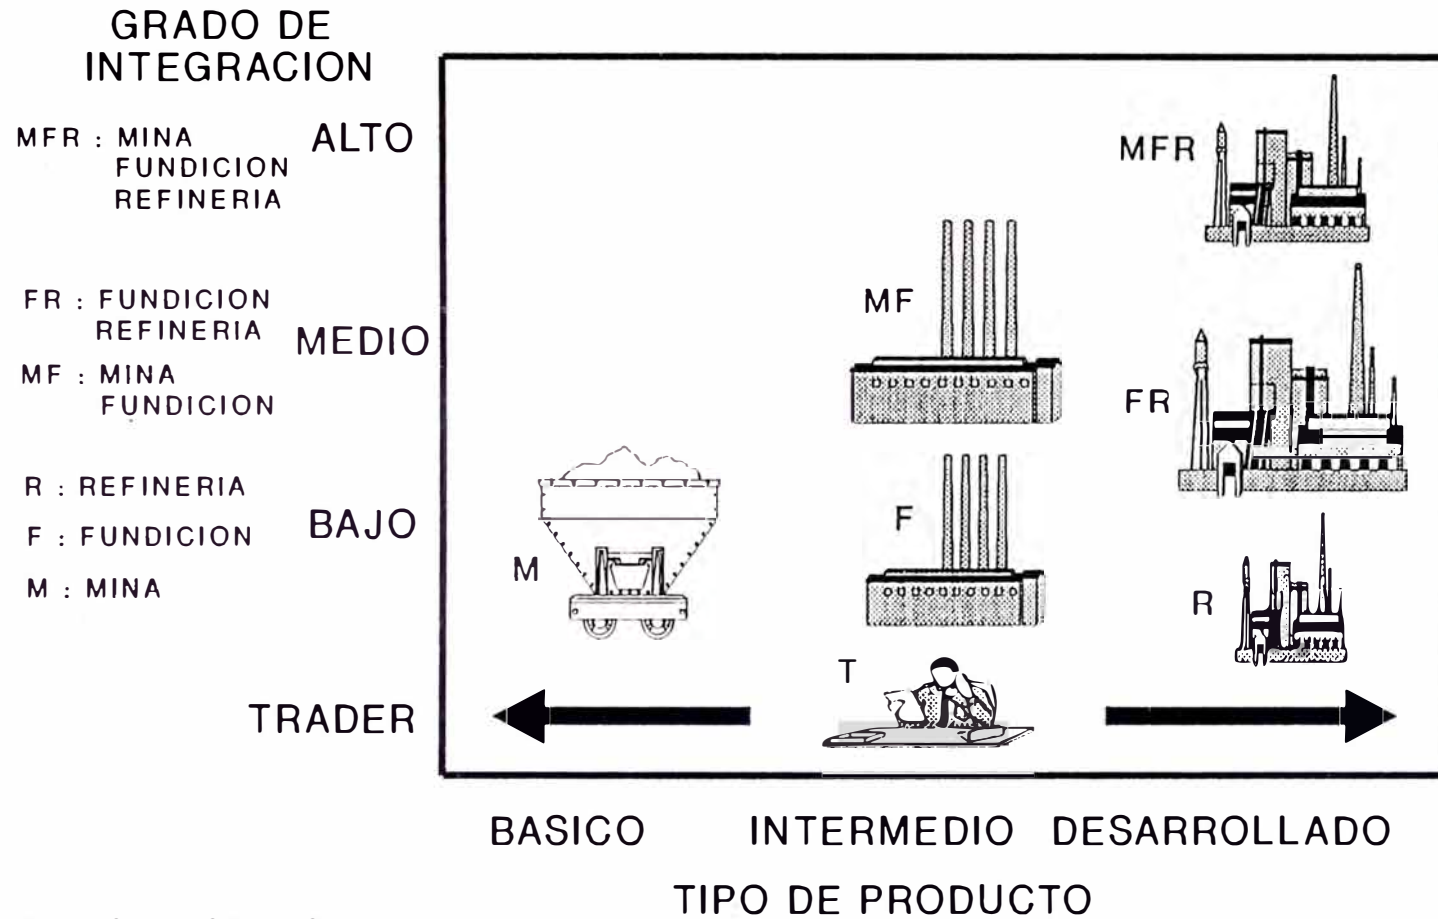 GRADO DE
INTEGRACION
MFR : MINA
FUNDICION
REFINERIA
ALTO
FR : FUNDICION
REFINERIA
MEDIO
MF : MINA
FUNDICION
R : REFINERIA
F : FUNDICION
M : MINA
BAJO
TRADER
MFR
MF
FR
M
F
R
T
BASICO INTERMEDIO DESARROLLADO
TIPO DE PRODUCTO